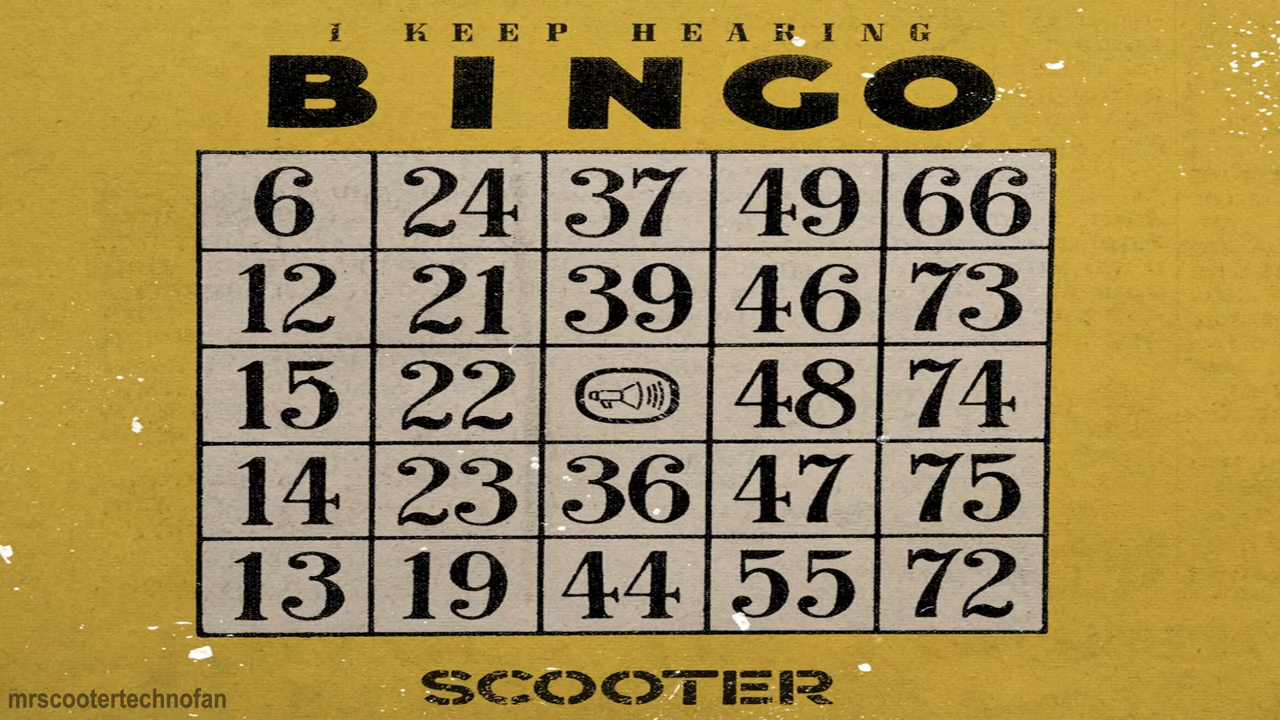 I KEEP HEARING
BINGO
6 24 37 49 66
12 21 39 46 73
15 22 48 74
14 23 36 47 75
13 19 44 55 72
SCOOTER
mrscootertechnofan